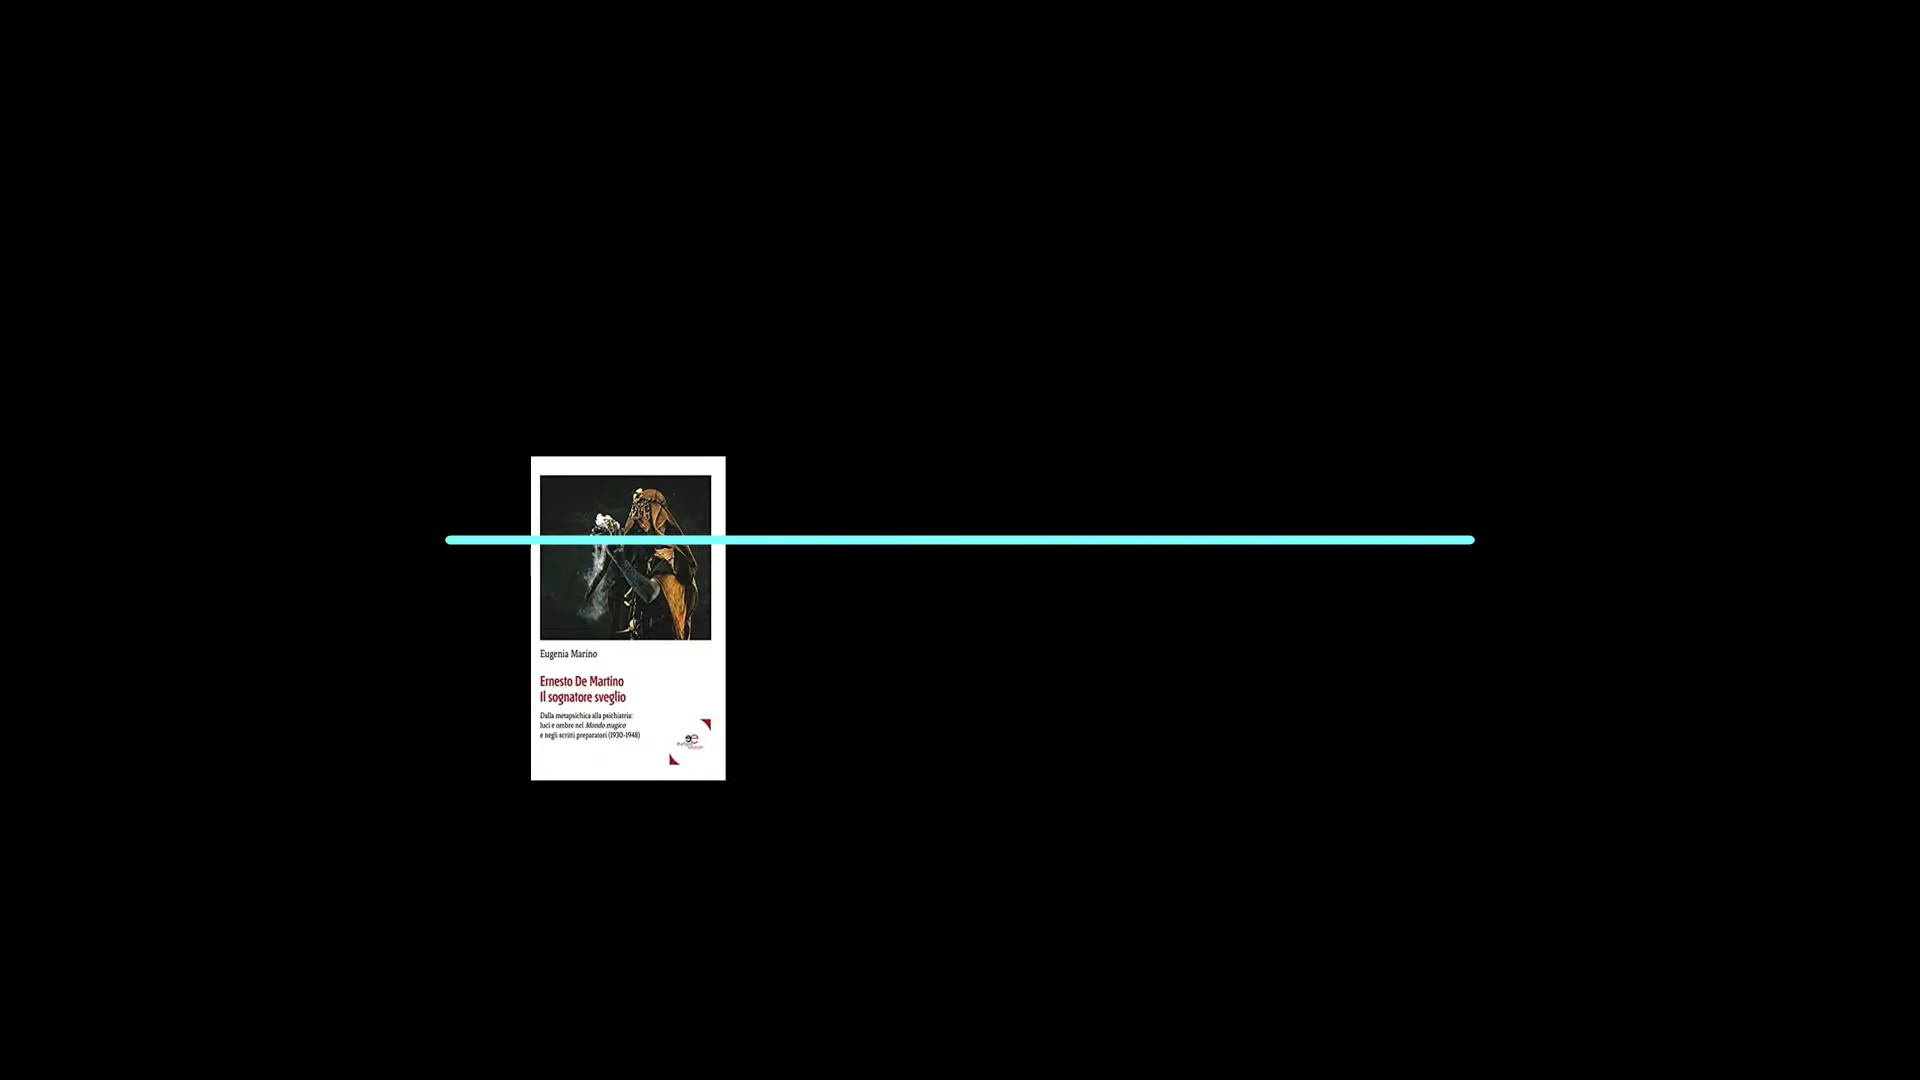 Eugenia Marino
Ernesto De Martino
Il sognatore sveglio
Dalla metapsichica alla psichiatria:
luci e ombre nel Mondo magico
e negli scritti preparatori (1930-1948)